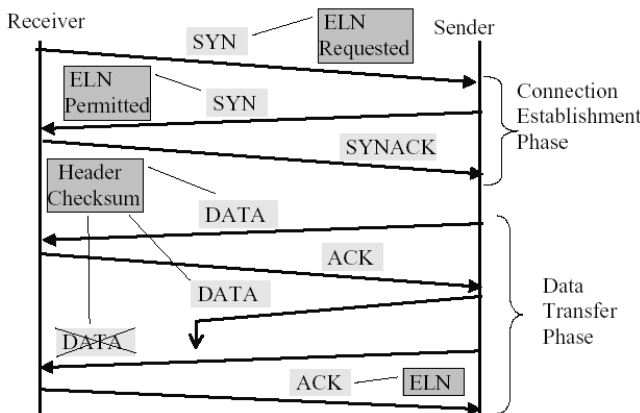 Receiver
Sender
SYN
ELN
Requested
ELN
Permitted
SYN
Connection
Establishment
Phase
SYNACK
Header
Checksum
DATA
ACK
DATA
Data
Transfer
Phase
DATA
ACK
ELN